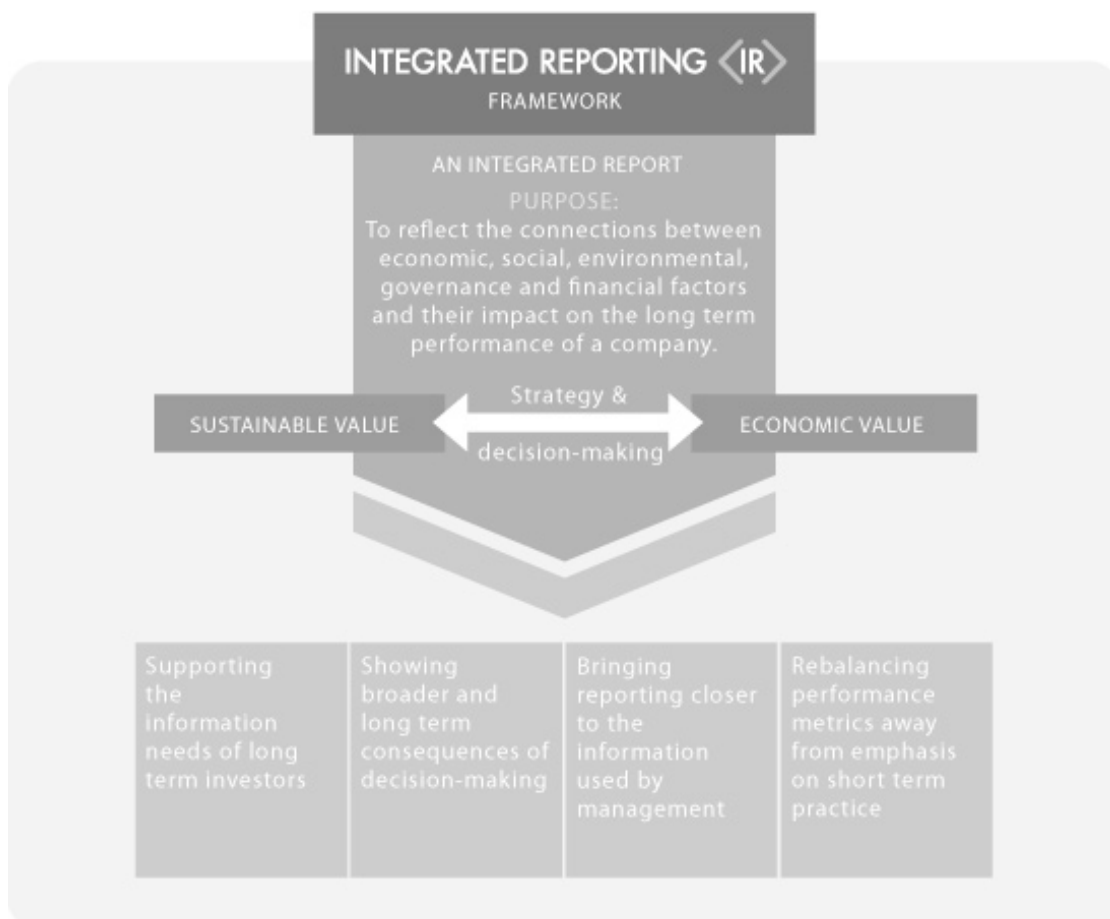 INTEGRATED REPORTING <IR>
FRAMEWORK
AN INTEGRATED REPORT
PURPOSE:
To reflect the connections between
economic, social, environmental,
governance and financial factors
and their impact on the long term
performance of a company.
SUSTAINABLE VALUE
Strategy &
decision-making
ECONOMIC VALUE
Supporting
the
information
needs of long
term investors
Showing
broader and
long term
consequences of
decision-making
Bringing
reporting closer
to the
information
used by
management
Rebalancing
performance
metrics away
from emphasis
on short term
practice